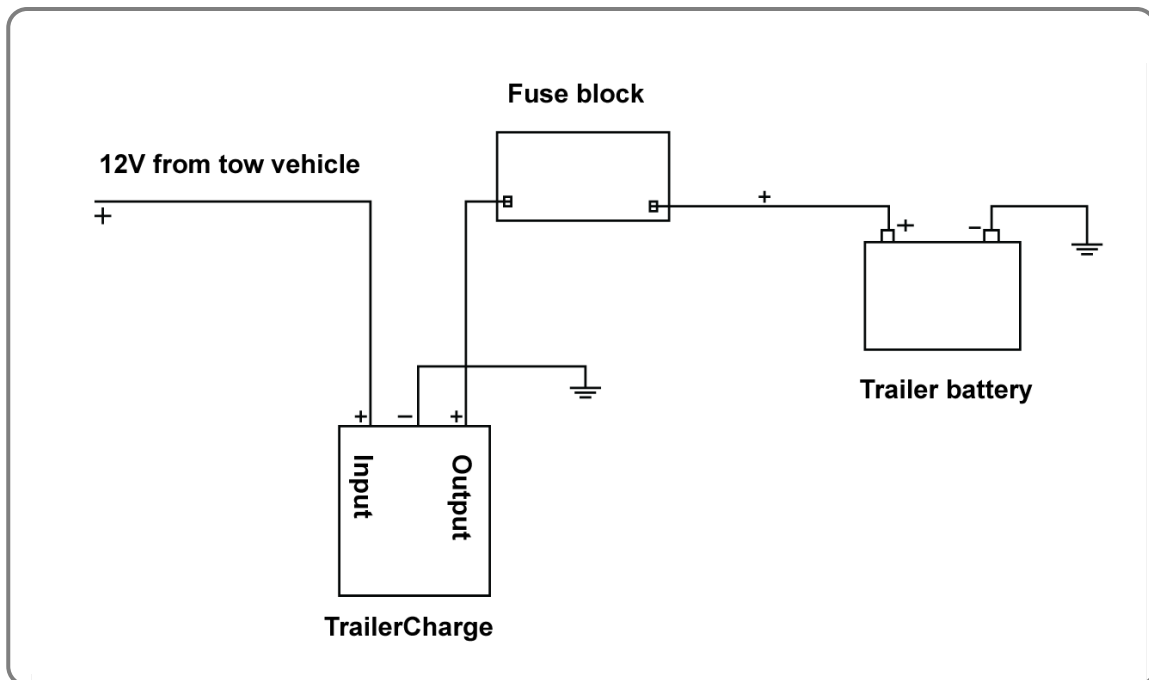 Fuse block
12V from tow vehicle
+
+
+
−
Trailer battery
+
−
+
Input
Output
TrailerCharge